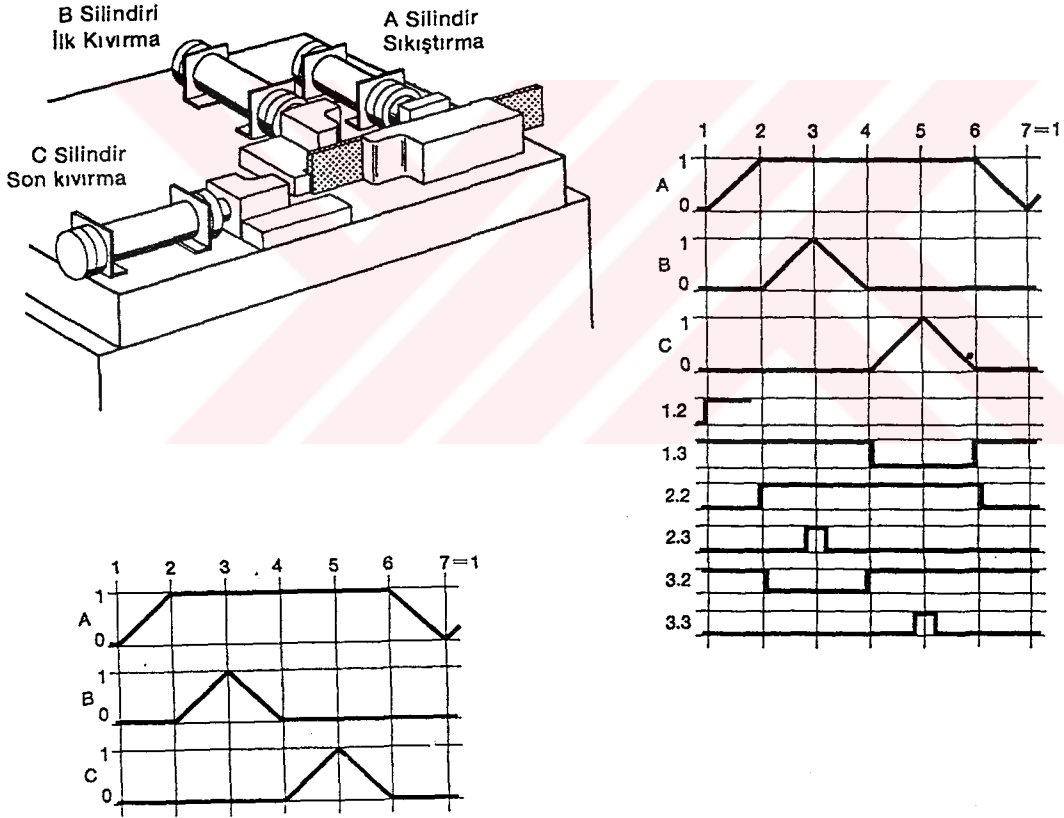 B Silindiri
İlk Kıvırma
A Silindir
Sıkıştırma
C Silindir
Son kıvırma
1 2 3 4 5 6 7=1
A 1 0
B 1 0
C 1 0
1.2
1.3
2.2
2.3
3.2
3.3
1 2 3 4 5 6 7=1
A 1 0
B 1 0
C 1 0